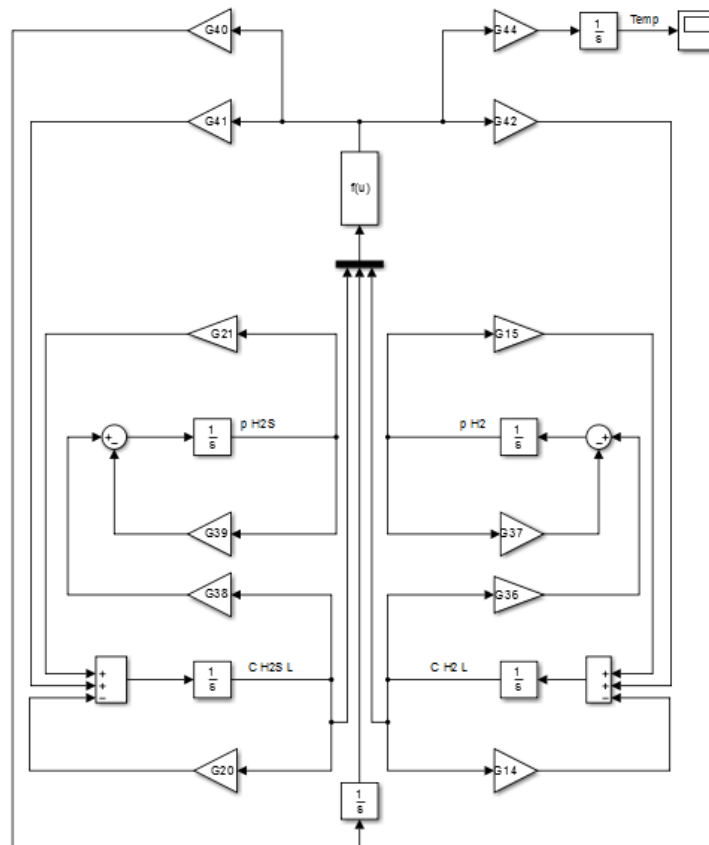 G40
G44
1
s
Temp
G41
G42
f(u)
G21
G15
p H2S
p H2
+
−
1
s
1
s
−
+
G39
G37
G38
G36
C H2S L
C H2 L
+
+
−
1
s
1
s
+
+
−
G20
G14
1
s